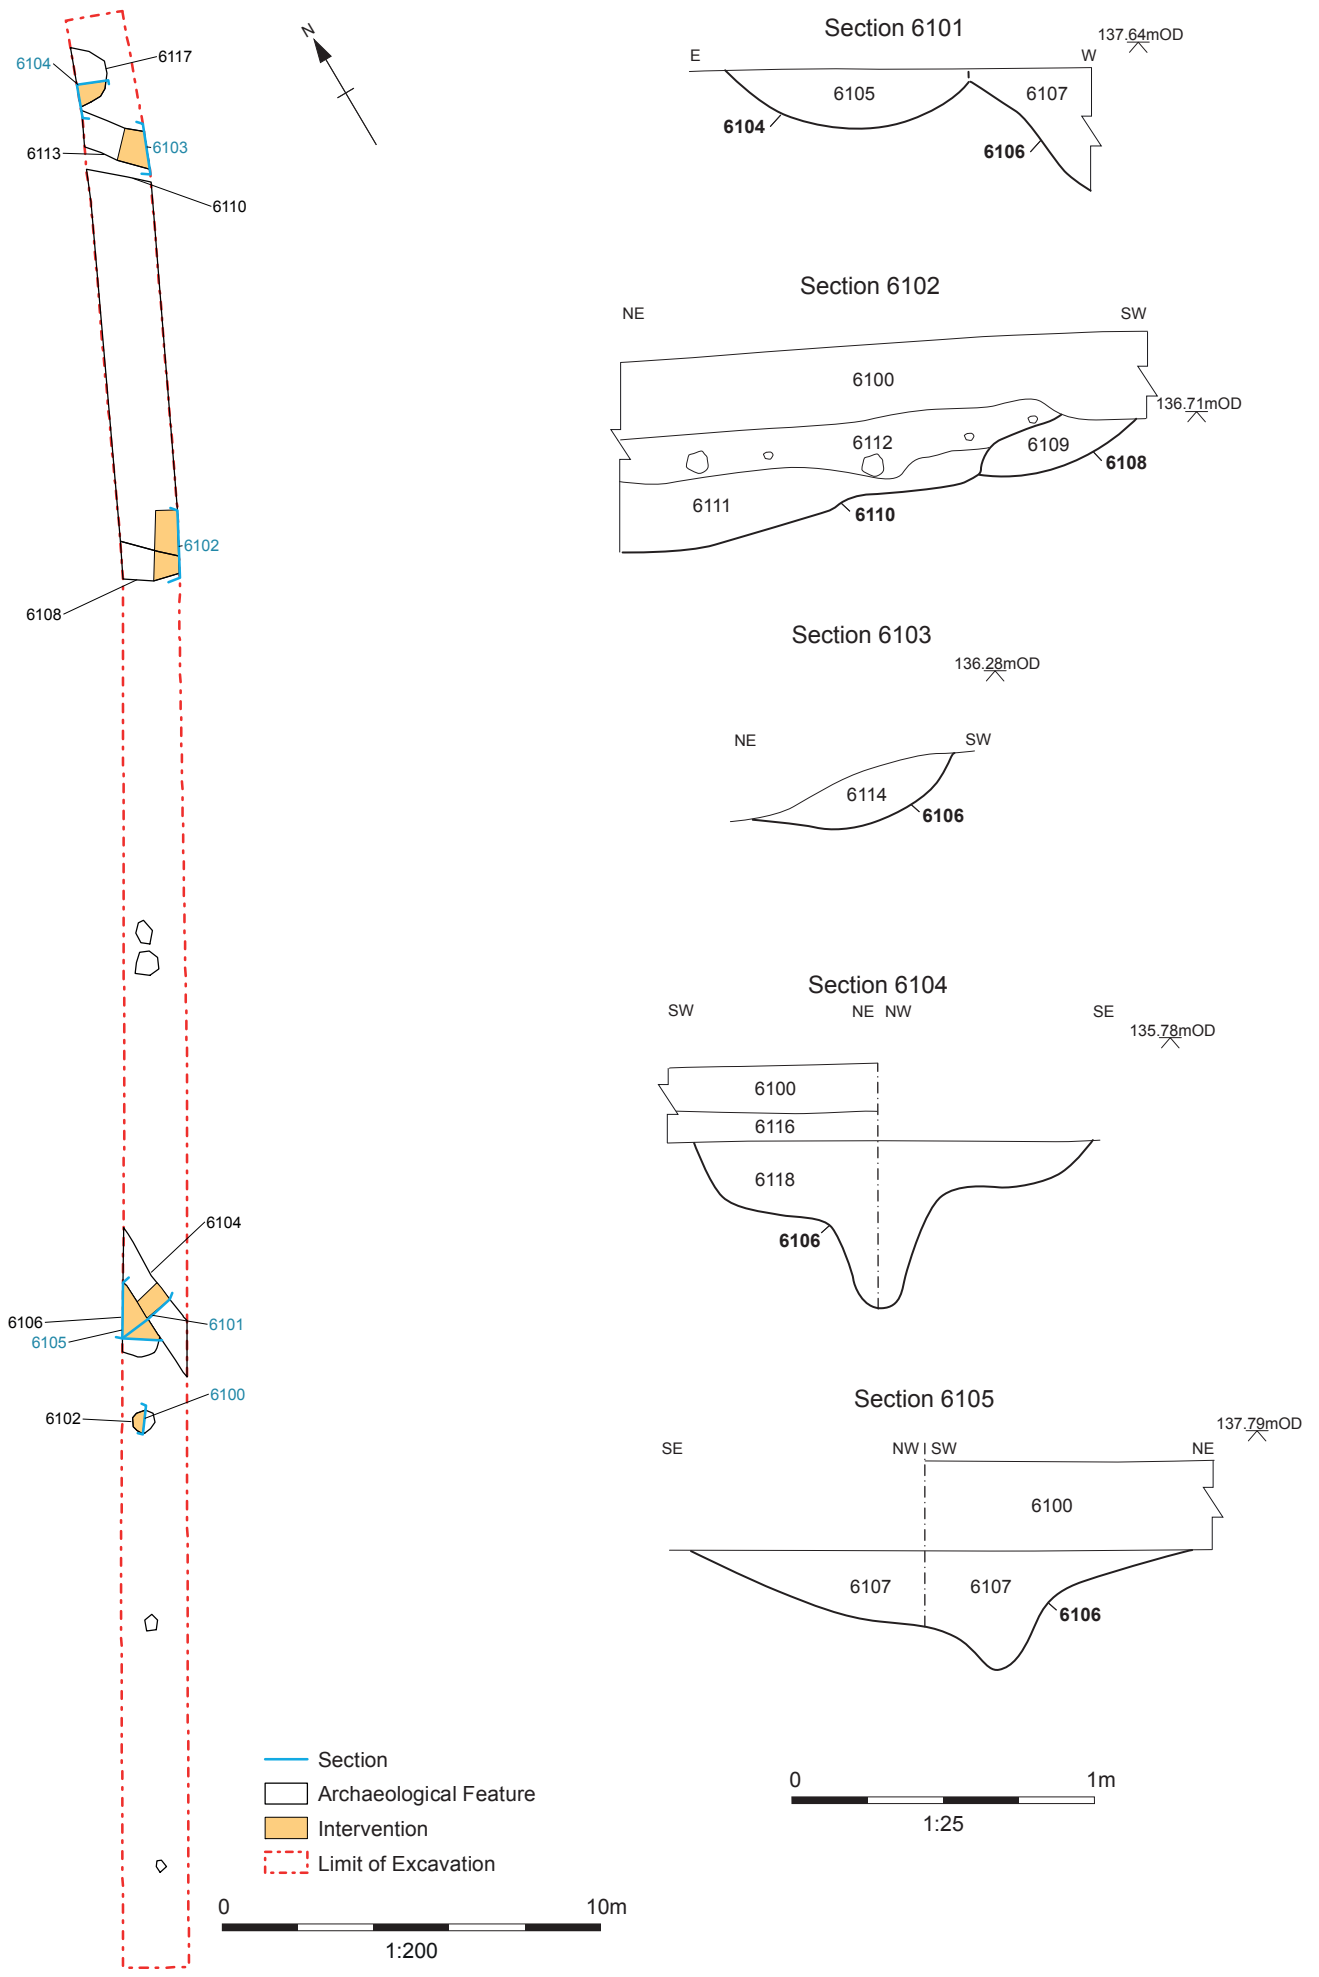 N
6117
6104
6103
6113
6110
6102
6108
6104
6106
6105
6101
6100
6102
Section
Archaeological Feature
Intervention
Limit of Excavation
0 10m
1:200
Section 6101
137.64mOD
E W
6105 6107
6104
6106
Section 6102
NE SW
6100
136.71mOD
6112 6109
6108
6111
6110
Section 6103
136.28mOD
NE SW
6114
6106
Section 6104
SW NE NW SE
135.78mOD
6100
6116
6118
6106
Section 6105
137.79mOD
SE NW SW NE
6100
6107 6107
6106
0 1m
1:25